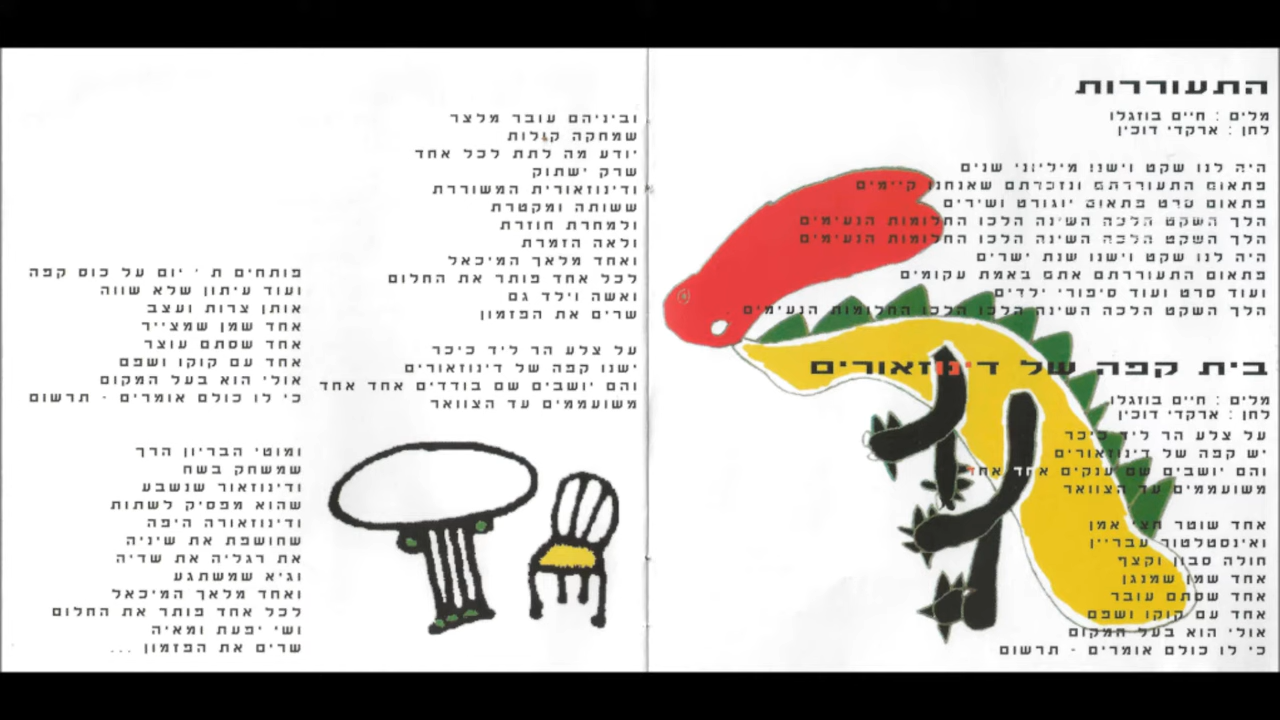 התעוררות
מלים : חיים בוזגלו
לחן : ארקדי דוכין
היה לנו שקט וישנו מיליוני שנים
פתאום התעוררתם ונזכרתם שאנחנו קיימים
פתאום סרט פתאום יוגורט ושירים
הלך השקט הלכה השינה הלכו החלומות הנעימים
הלך השקט הלכה השינה הלכו החלומות הנעימים
היה לנו שקט וישנו שנת ישרים
פתאום התעוררתם אתם באמת עקומים
ועוד סרט ועוד סיפורי ילדים
הלך השקט הלכה השינה הלכו החלומות הנעימים
בית קפה של דינוזאורים
מלים : חיים בוזגלו
לחן : ארקדי דוכין
על צלע הר ליד כיכר
יש קפה של דינוזאורים
והם יושבים שם ענקים אחד אחד
משועממים עד הצוואר
אחד שוטר חצי אמן
ואינסטלטור עבריין
חולה סבון וקצף
אחד שמן שמנגן
אחד שסתם עובר
אחד עם קוקו ושפם
אולי הוא בעל המקום
כי לו כולם אומרים - תרשום
וביניהם עובר מלצר
שמחקה קולות
יודע מה לתת לכל אחד
שרק ישתוק
ודינוזאורית המשוררת
ששותה ומקטרת
ולמחרת חוזרת
ולאה הזמרת
ואחד מלאך המיכאל
לכל אחד פותר את החלום
ואשה וילד גם
שרים את הפזמון
על צלע הר ליד כיכר
ישנו קפה של דינוזאורים
והם יושבים שם בודדים אחד אחד
משועממים עד הצוואר
פותחים ת ' יום על כוס קפה
ועוד עיתון שלא שווה
אותן צרות ועצב
אחד שמן שמצייר
אחד שסתם עוצר
אחד עם קוקו ושפם
אולי הוא בעל המקום
כי לו כולם אומרים - תרשום
ומוטי הבריון הרך
שמשחק בשח
ודינוזאור שנשבע
שהוא מפסיק לשתות
ודינוזאורה היפה
שחושפת את שיניה
את רגליה את שדיה
וגיא שמשתגע
ואחד מלאך המיכאל
לכל אחד פותר את החלום
ושי יפעת ומאיה
שרים את הפזמון ...